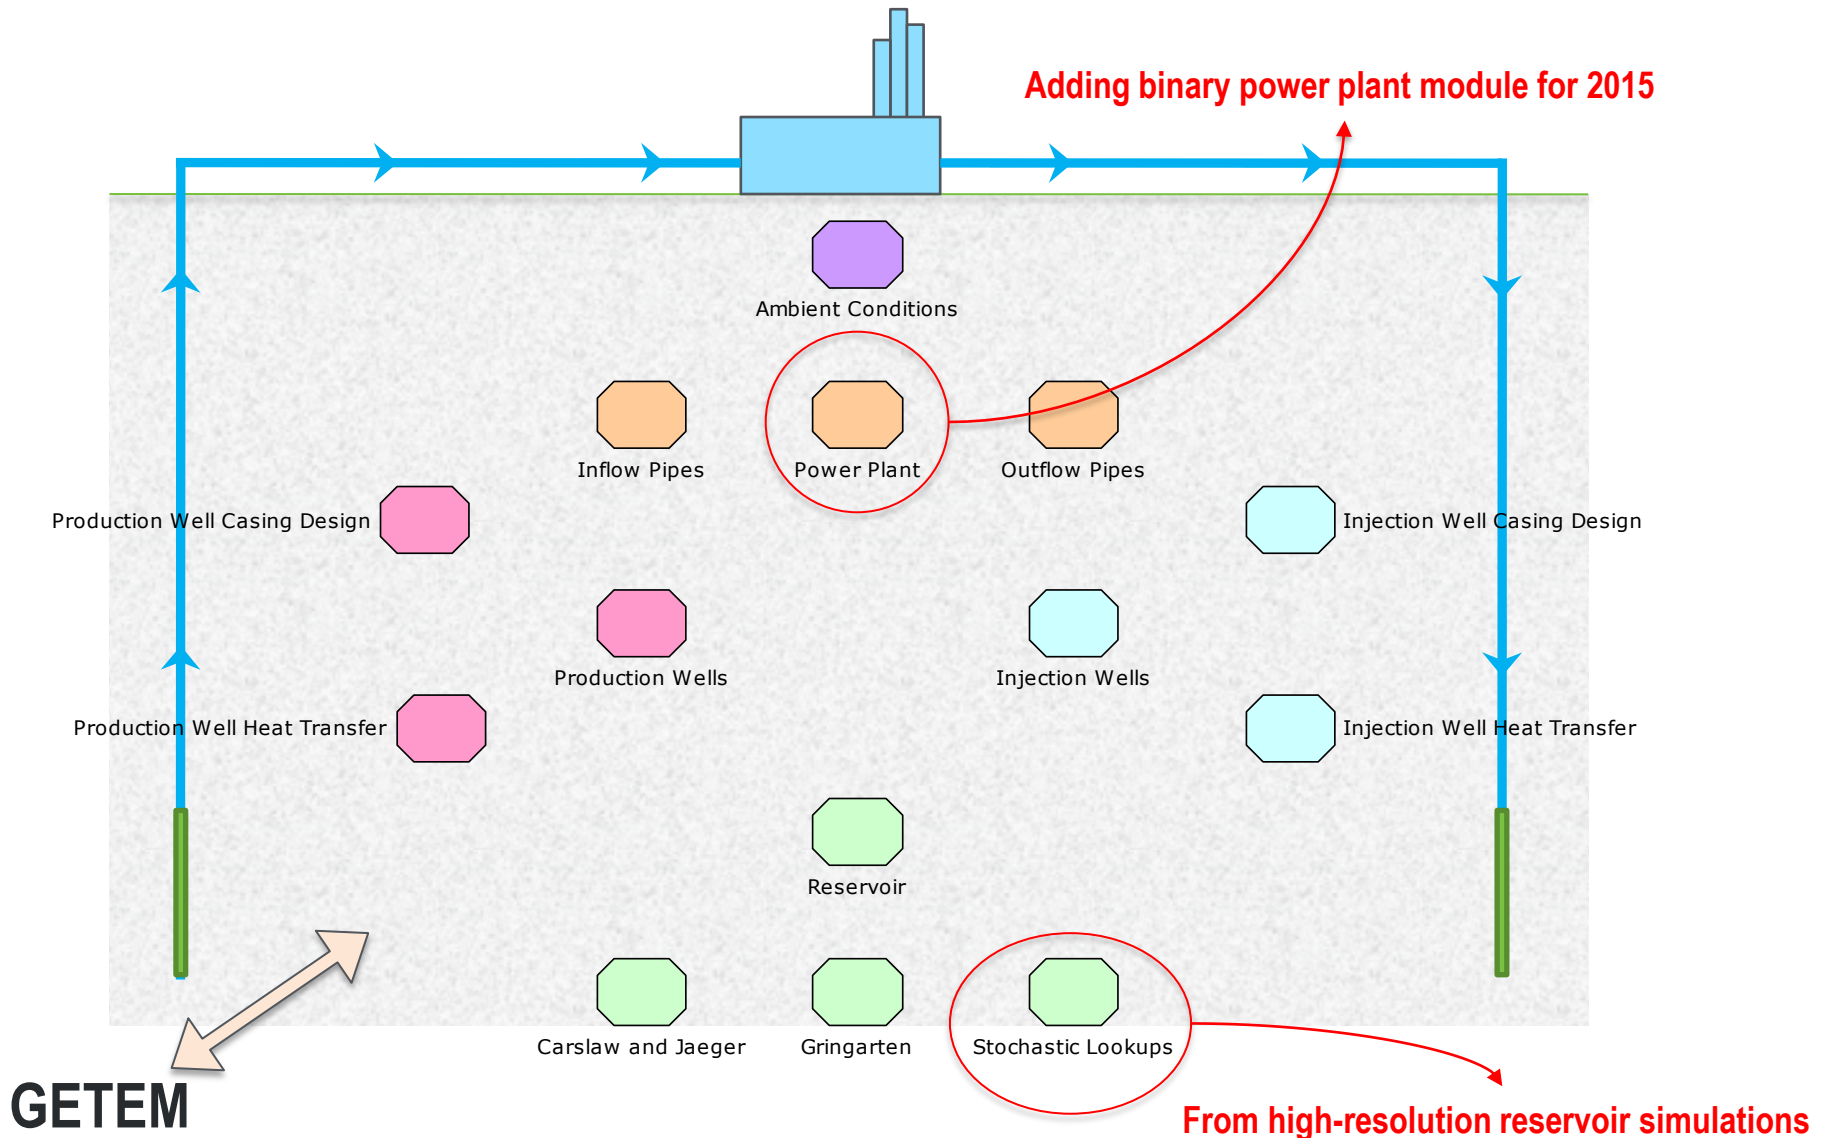 Adding binary power plant module for 2015
Ambient Conditions
Inflow Pipes
Power Plant
Outflow Pipes
Production Well Casing Design
Injection Well Casing Design
Production Wells
Injection Wells
Production Well Heat Transfer
Injection Well Heat Transfer
Reservoir
Carslaw and Jaeger
Gringarten
Stochastic Lookups
GETEM
From high-resolution reservoir simulations